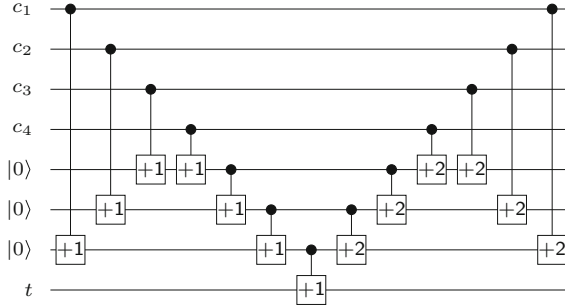 c₁
c₂
c₃
c₄
|0⟩ +1 +1 +2 +2
|0⟩ +1 +1 +2 +2
|0⟩ +1 +1 +2 +2
t +1